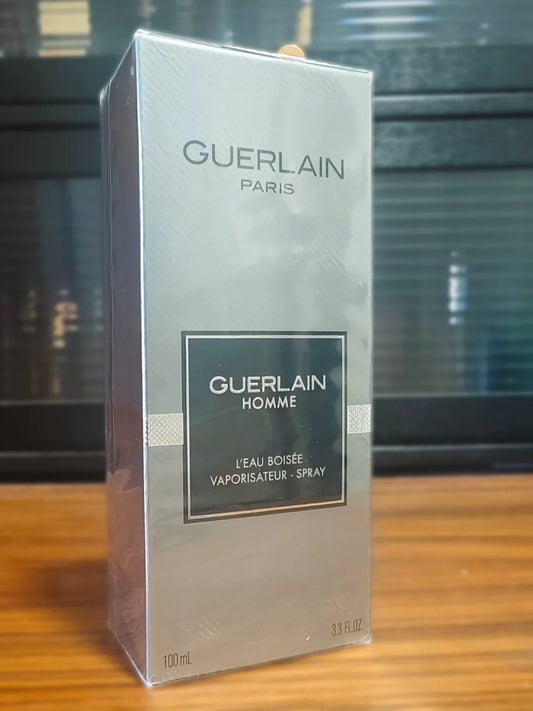 GUERLAIN
PARIS
GUERLAIN
HOMME
L'EAU BOISÉE
VAPORISATEUR - SPRAY
100 mL
3.3 FL.OZ.